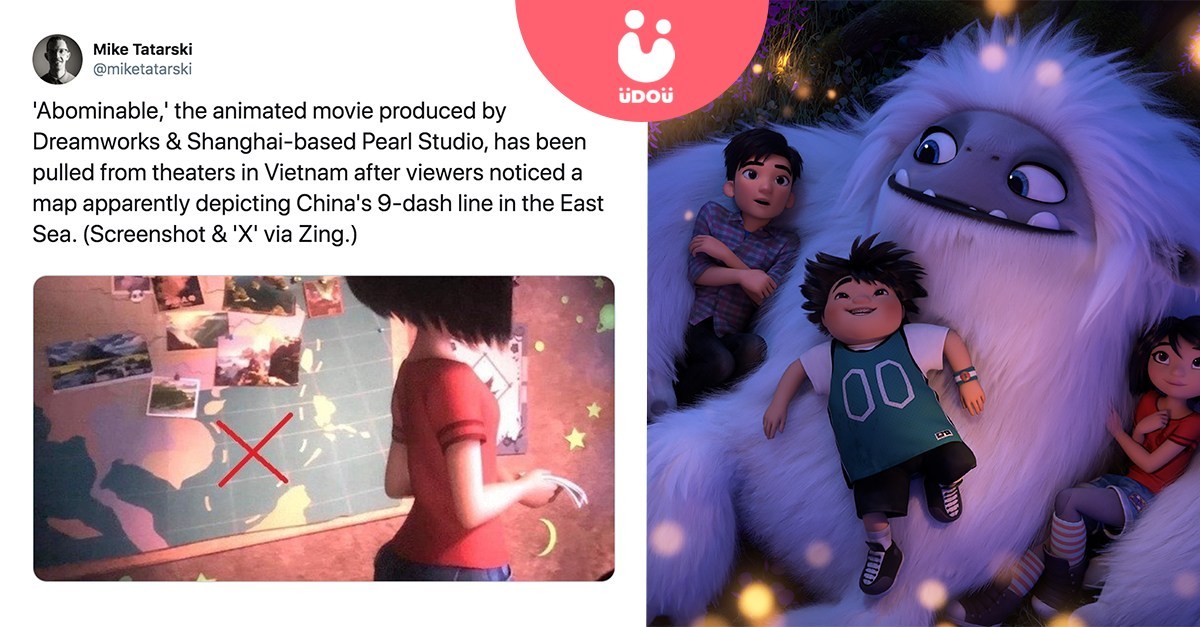 Mike Tatarski
@miketatarski
'Abominable,' the animated movie produced by
Dreamworks & Shanghai-based Pearl Studio, has been
pulled from theaters in Vietnam after viewers noticed a
map apparently depicting China's 9-dash line in the East
Sea. (Screenshot & 'X' via Zing.)
üDOü
00